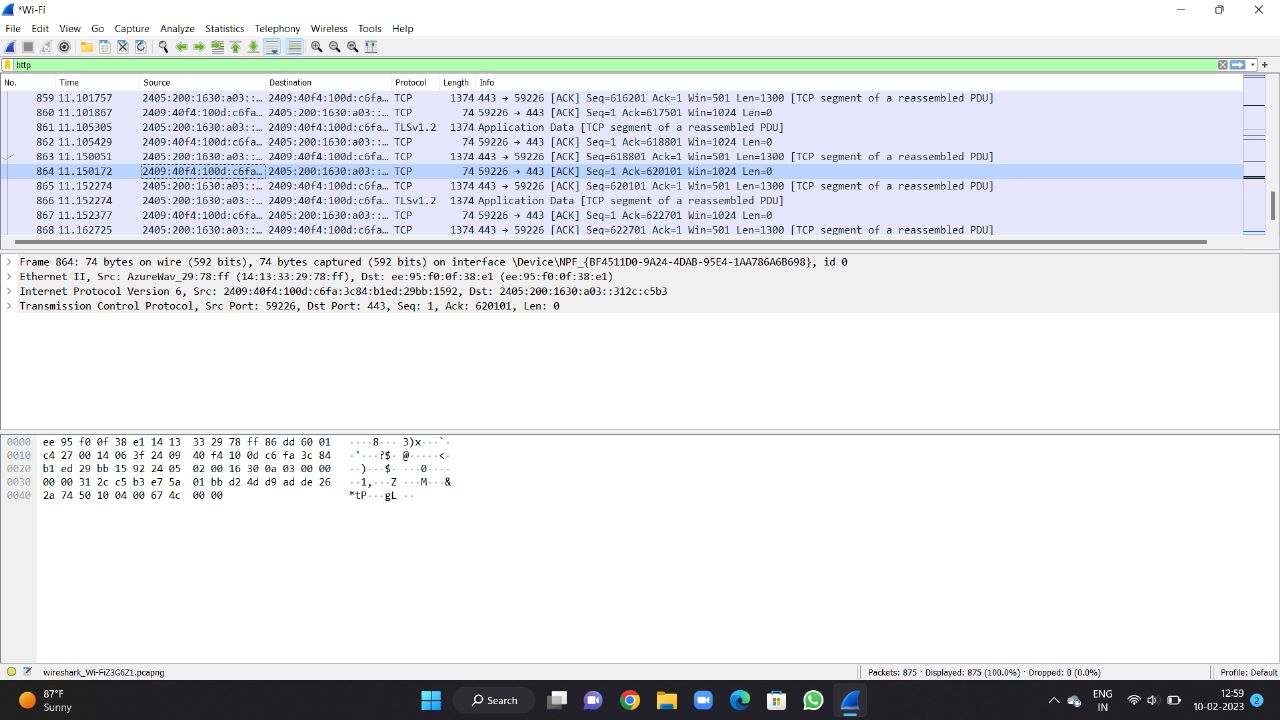 *Wi-Fi
File Edit View Go Capture Analyze Statistics Telephony Wireless Tools Help
http
No. Time Source Destination Protocol Length Info
859 11.101757 2405:200:1630:a03::… 2409:40f4:100d:c6fa… TCP 1374 443 → 59226 [ACK] Seq=616201 Ack=1 Win=501 Len=1300 [TCP segment of a reassembled PDU]
860 11.101867 2409:40f4:100d:c6fa… 2405:200:1630:a03::… TCP 74 59226 → 443 [ACK] Seq=1 Ack=617501 Win=1024 Len=0
861 11.105305 2405:200:1630:a03::… 2409:40f4:100d:c6fa… TLSv1.2 1374 Application Data [TCP segment of a reassembled PDU]
862 11.105429 2409:40f4:100d:c6fa… 2405:200:1630:a03::… TCP 74 59226 → 443 [ACK] Seq=1 Ack=618801 Win=1024 Len=0
863 11.150051 2405:200:1630:a03::… 2409:40f4:100d:c6fa… TCP 1374 443 → 59226 [ACK] Seq=618801 Ack=1 Win=501 Len=1300 [TCP segment of a reassembled PDU]
864 11.150172 2409:40f4:100d:c6fa… 2405:200:1630:a03::… TCP 74 59226 → 443 [ACK] Seq=1 Ack=620101 Win=1024 Len=0
865 11.152274 2405:200:1630:a03::… 2409:40f4:100d:c6fa… TCP 1374 443 → 59226 [ACK] Seq=620101 Ack=1 Win=501 Len=1300 [TCP segment of a reassembled PDU]
866 11.152274 2405:200:1630:a03::… 2409:40f4:100d:c6fa… TLSv1.2 1374 Application Data [TCP segment of a reassembled PDU]
867 11.152377 2409:40f4:100d:c6fa… 2405:200:1630:a03::… TCP 74 59226 → 443 [ACK] Seq=1 Ack=622701 Win=1024 Len=0
868 11.162725 2405:200:1630:a03::… 2409:40f4:100d:c6fa… TCP 1374 443 → 59226 [ACK] Seq=622701 Ack=1 Win=501 Len=1300 [TCP segment of a reassembled PDU]
Frame 864: 74 bytes on wire (592 bits), 74 bytes captured (592 bits) on interface \Device\NPF_{BF4511D0-9A24-4DAB-95E4-1AA786A6B698}, id 0
Ethernet II, Src: AzureWav_29:78:ff (14:13:33:29:78:ff), Dst: ee:95:f0:0f:38:e1 (ee:95:f0:0f:38:e1)
Internet Protocol Version 6, Src: 2409:40f4:100d:c6fa:3c84:b1ed:29bb:1592, Dst: 2405:200:1630:a03::312c:c5b3
Transmission Control Protocol, Src Port: 59226, Dst Port: 443, Seq: 1, Ack: 620101, Len: 0
0000 ee 95 f0 0f 38 e1 14 13 33 29 78 ff 86 dd 60 01 ····8··· 3)x···`·
0010 c4 27 00 14 06 3f 24 09 40 f4 10 0d c6 fa 3c 84 ·'···?$· @·····<·
0020 b1 ed 29 bb 15 92 24 05 02 00 16 30 0a 03 00 00 ··)···$· ···0····
0030 00 00 31 2c c5 b3 e7 5a 01 bb d2 4d d9 ad de 26 ··1,···Z ···M···&
0040 2a 74 50 10 04 00 67 4c 00 00 *tP···gL ··
wireshark_Wi-FiZ3G6Z1.pcapng Packets: 875 · Displayed: 875 (100.0%) · Dropped: 0 (0.0%) Profile: Default
87°F
Sunny
Search
ENG
IN
12:59
10-02-2023
2